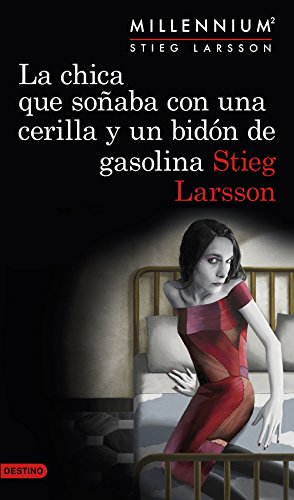 MILLENNIUM²
STIEG LARSSON
La chica
que soñaba con una
cerilla y un bidón de
gasolina Stieg
Larsson
DESTINO